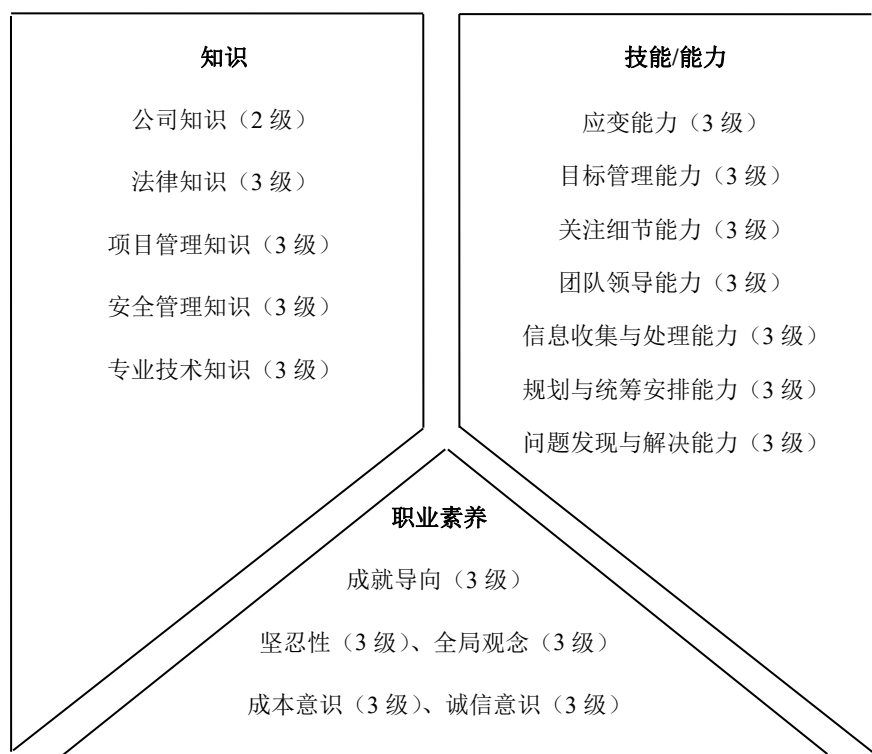 知识
公司知识（2 级）
法律知识（3 级）
项目管理知识（3 级）
安全管理知识（3 级）
专业技术知识（3 级）
技能/能力
应变能力（3 级）
目标管理能力（3 级）
关注细节能力（3 级）
团队领导能力（3 级）
信息收集与处理能力（3 级）
规划与统筹安排能力（3 级）
问题发现与解决能力（3 级）
职业素养
成就导向（3 级）
坚忍性（3 级）、全局观念（3 级）
成本意识（3 级）、诚信意识（3 级）